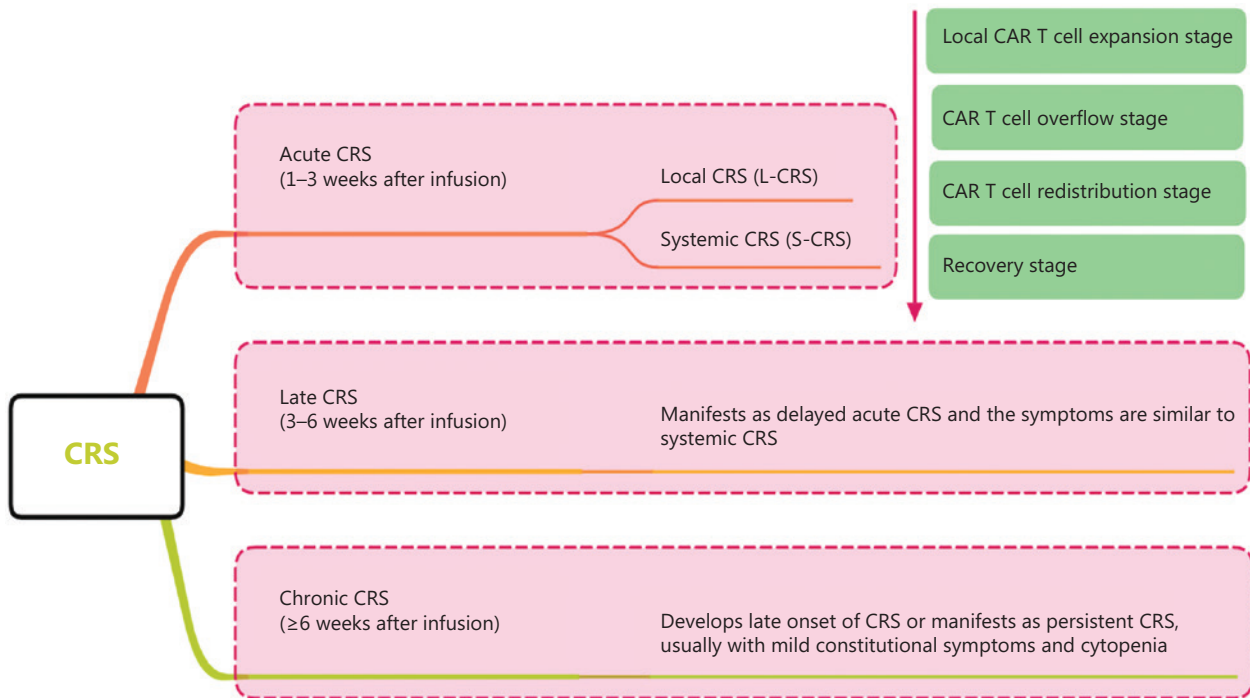 CRS
Acute CRS
(1–3 weeks after infusion)
Local CRS (L-CRS)
Systemic CRS (S-CRS)
Local CAR T cell expansion stage
CAR T cell overflow stage
CAR T cell redistribution stage
Recovery stage
Late CRS
(3–6 weeks after infusion)
Manifests as delayed acute CRS and the symptoms are similar to
systemic CRS
Chronic CRS
(≥6 weeks after infusion)
Develops late onset of CRS or manifests as persistent CRS,
usually with mild constitutional symptoms and cytopenia